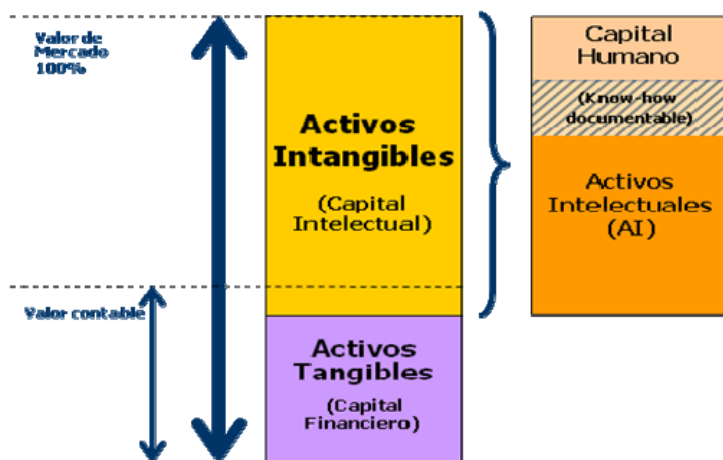 Valor de
Mercado
100%
Activos
Intangibles
(Capital
Intelectual)
Capital
Humano
(Know-how
documentable)
Activos
Intelectuales
(AI)
Valor contable
Activos
Tangibles
(Capital
Financiero)